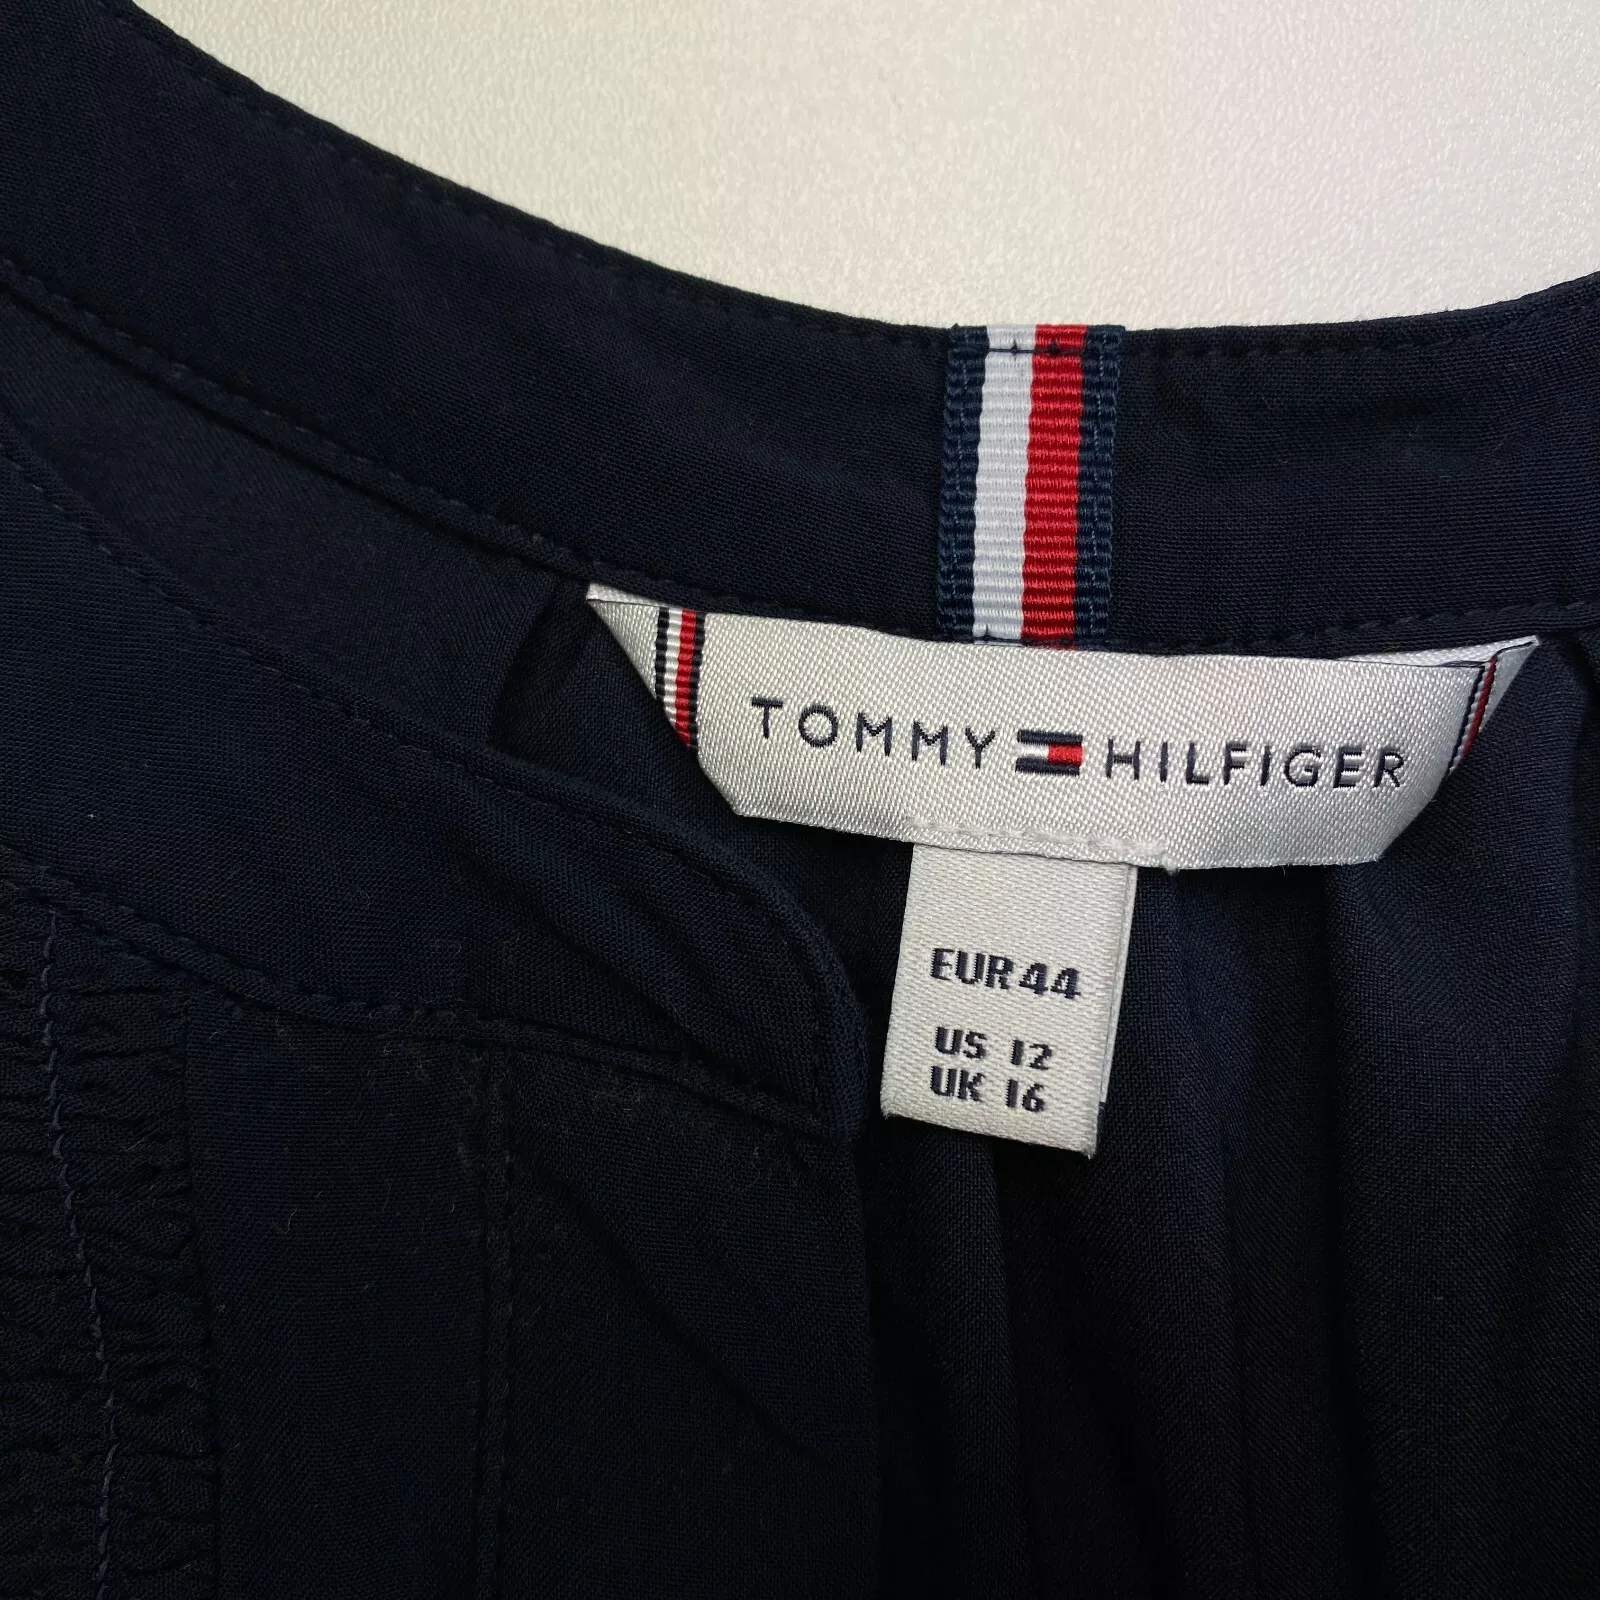 TOMMY HILFIGER
EUR 44
US 12
UK 16